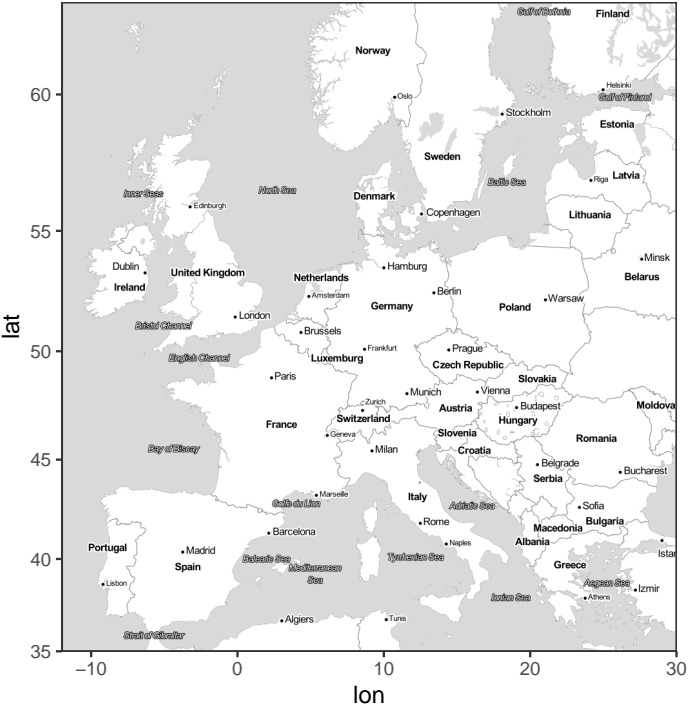 Gulf of Bothnia
Finland
Norway
Helsinki
60
Oslo
Gulf of Finland
Stockholm
Estonia
Sweden
Riga
Latvia
Baltic Sea
North Sea
Inner Seas
Denmark
Edinburgh
Copenhagen
Lithuania
55
Minsk
Dublin
Hamburg
United Kingdom
Netherlands
Belarus
Ireland
Berlin
Amsterdam
Warsaw
Germany
Poland
London
Bristol Channel
Brussels
lat
50
Frankfurt
Prague
English Channel
Luxemburg
Czech Republic
Paris
Slovakia
Munich
Vienna
Zurich
Budapest
Moldova
Austria
Switzerland
Hungary
France
Geneva
Slovenia
Romania
Bay of Biscay
Milan
Croatia
45
Belgrade
Bucharest
Serbia
Marseille
Italy
Golfe du Lion
Adriatic Sea
Sofia
Rome
Bulgaria
Macedonia
Barcelona
Naples
Albania
Istan
Portugal
Madrid
40
Balearic Sea
Tyrrhenian Sea
Spain
Mediterranean
Sea
Greece
Lisbon
Aegean Sea
Izmir
Ionian Sea
Athens
Algiers
Tunis
Strait of Gibraltar
35
−10
0
10
20
30
lon